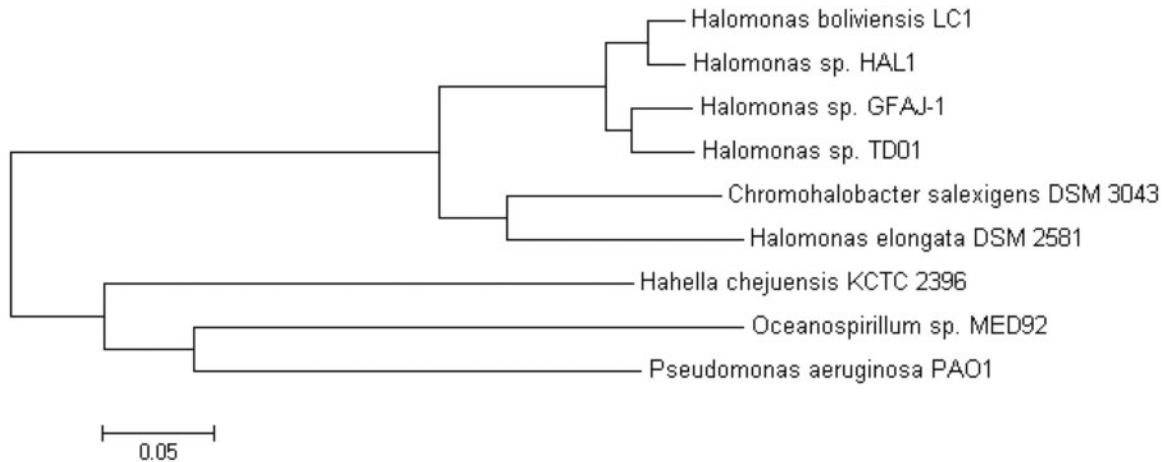 Halomonas boliviensis LC1
Halomonas sp. HAL1
Halomonas sp. GFAJ-1
Halomonas sp. TD01
Chromohalobacter salexigens DSM 3043
Halomonas elongata DSM 2581
Hahella chejuensis KCTC 2396
Oceanospirillum sp. MED92
Pseudomonas aeruginosa PAO1
0.05